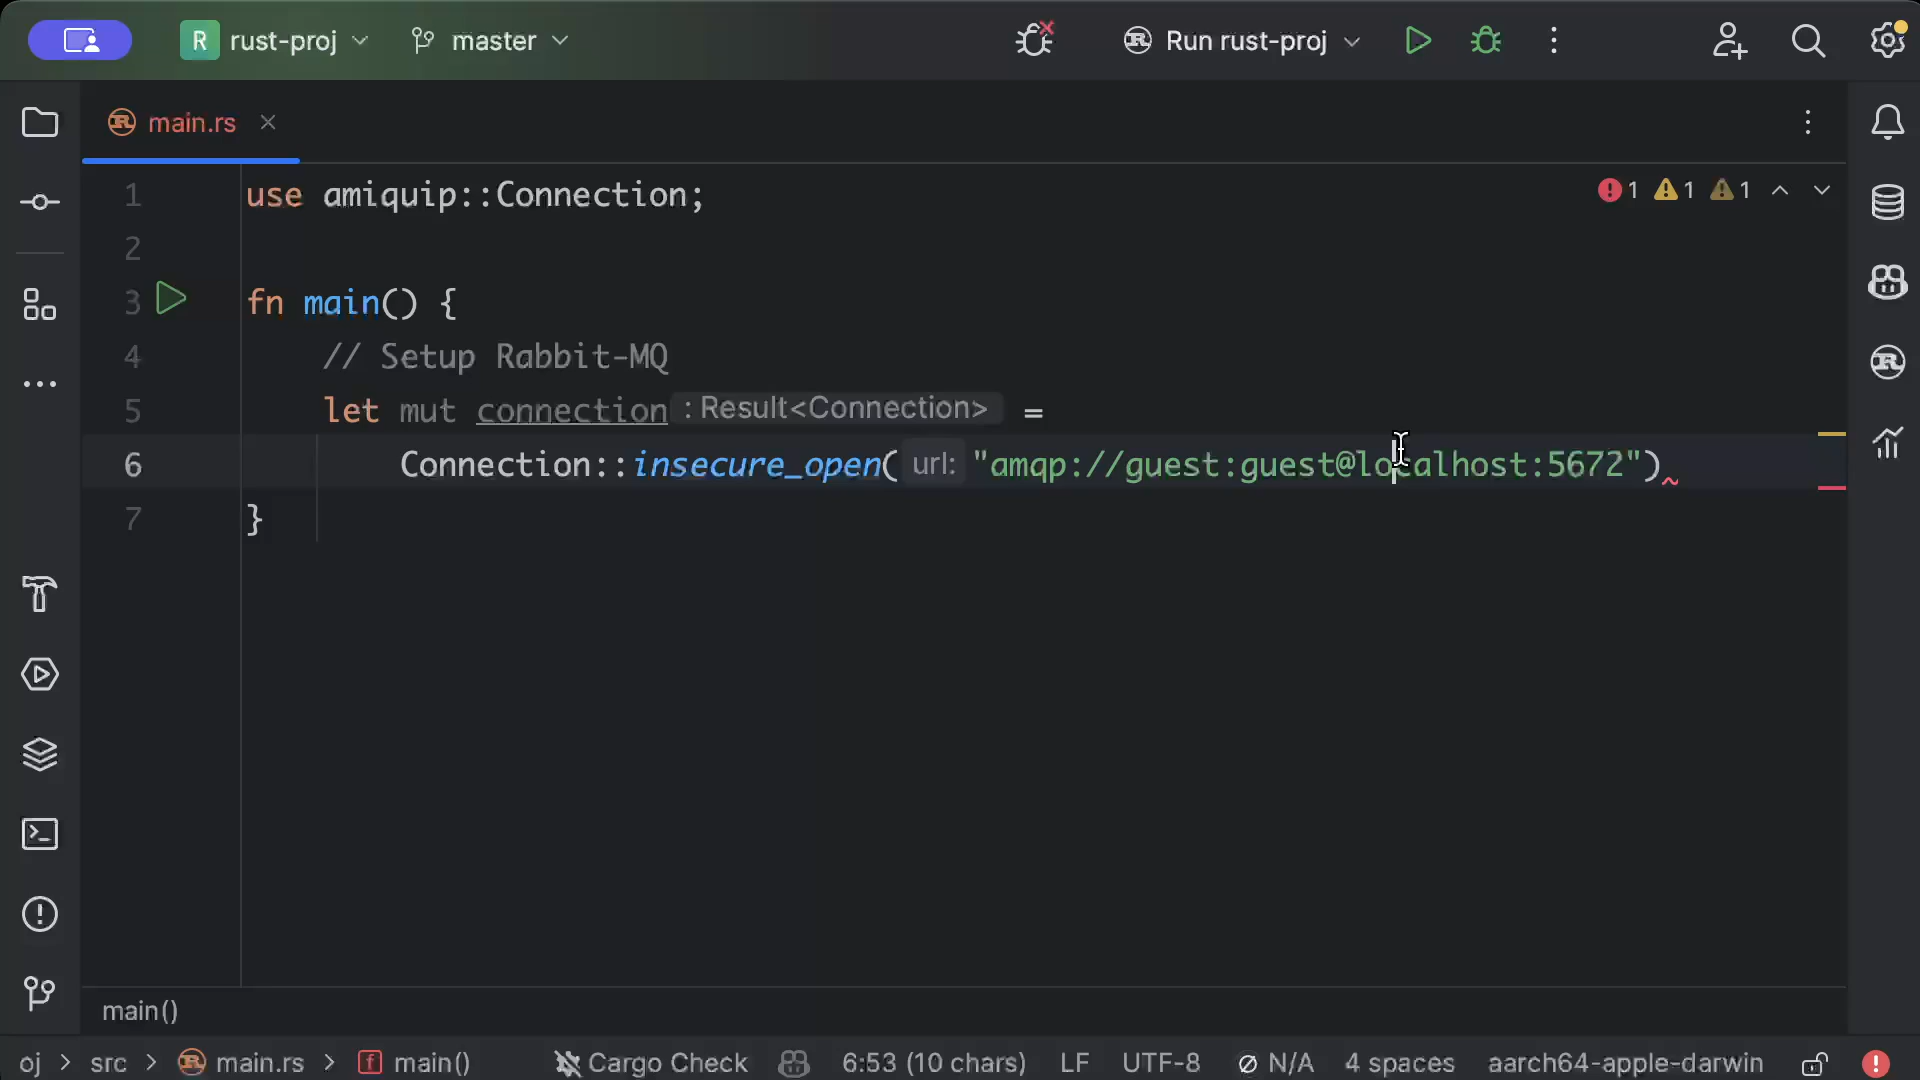 R rust-proj master Run rust-proj
main.rs
1 use amiquip::Connection; 1 1 1
2
3 fn main() {
4 // Setup Rabbit-MQ
5 let mut connection : Result<Connection> =
6 Connection::insecure_open( url: "amqp://guest:guest@localhost:5672")
7 }
main()
oj > src > main.rs > f main() Cargo Check 6:53 (10 chars) LF UTF-8 N/A 4 spaces aarch64-apple-darwin